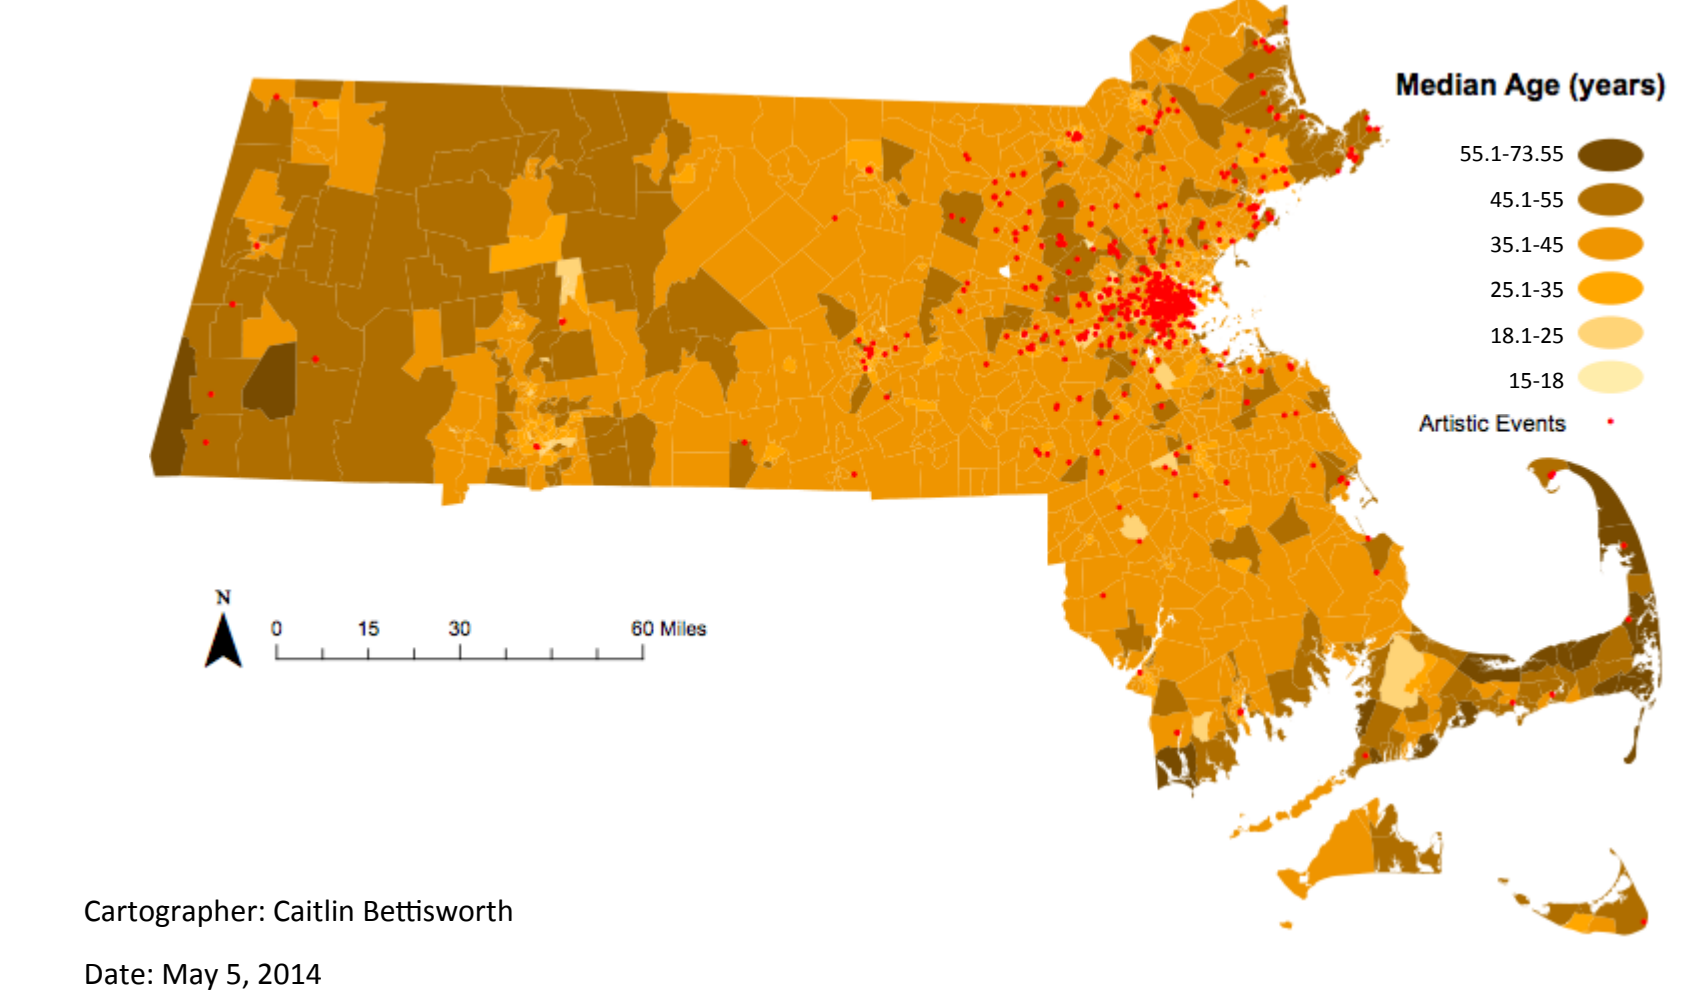 Median Age (years)
55.1-73.55
45.1-55
35.1-45
25.1-35
18.1-25
15-18
Artistic Events
N
0 15 30 60 Miles
Cartographer: Caitlin Bettisworth
Date: May 5, 2014